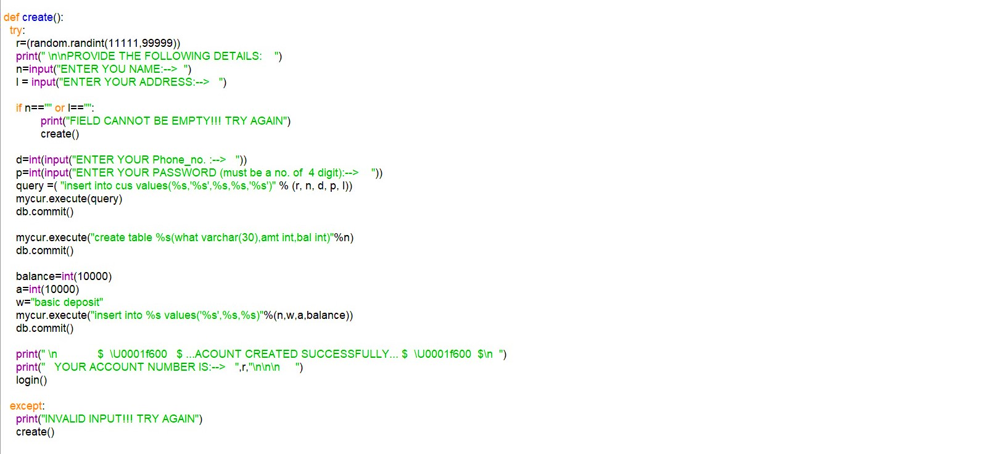 def create():
  try:
    r=(random.randint(11111,99999))
    print(" \n\nPROVIDE THE FOLLOWING DETAILS:    ")
    n=input("ENTER YOU NAME:-->  ")
    l = input("ENTER YOUR ADDRESS:-->   ")
    if n=="" or l=="":
            print("FIELD CANNOT BE EMPTY!!! TRY AGAIN")
            create()
    d=int(input("ENTER YOUR Phone_no. :-->   "))
    p=int(input("ENTER YOUR PASSWORD (must be a no. of  4 digit):-->    "))
    query =( "insert into cus values(%s,'%s',%s,%s,'%s')" % (r, n, d, p, l))
    mycur.execute(query)
    db.commit()
    mycur.execute("create table %s(what varchar(30),amt int,bal int)"%n)
    db.commit()
    balance=int(10000)
    a=int(10000)
    w="basic deposit"
    mycur.execute("insert into %s values('%s',%s,%s)"%(n,w,a,balance))
    db.commit()
    print(" \n             $  \U0001f600   $ ...ACOUNT CREATED SUCCESSFULLY... $  \U0001f600  $\n  ")
    print("   YOUR ACCOUNT NUMBER IS:-->   ",r,"\n\n\n     ")
    login()
  except:
    print("INVALID INPUT!!! TRY AGAIN")
    create()